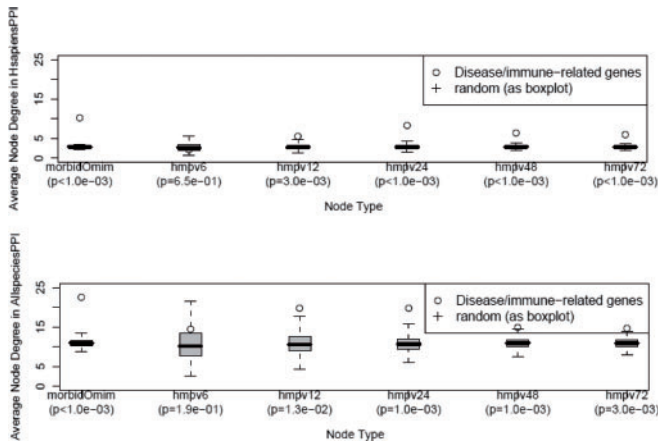 Average Node Degree in HsapiensPPI
25
15
5
0
Disease/immune−related genes
random (as boxplot)
morbidOmim hmpv6 hmpv12 hmpv24 hmpv48 hmpv72
(p<1.0e−03) (p=6.5e−01) (p=3.0e−03) (p<1.0e−03) (p<1.0e−03) (p<1.0e−03)
Node Type
Average Node Degree in AllspeciesPPI
25
15
5
0
Disease/immune−related genes
random (as boxplot)
morbidOmim hmpv6 hmpv12 hmpv24 hmpv48 hmpv72
(p<1.0e−03) (p=1.9e−01) (p=1.3e−02) (p=1.0e−03) (p=1.0e−03) (p=3.0e−03)
Node Type